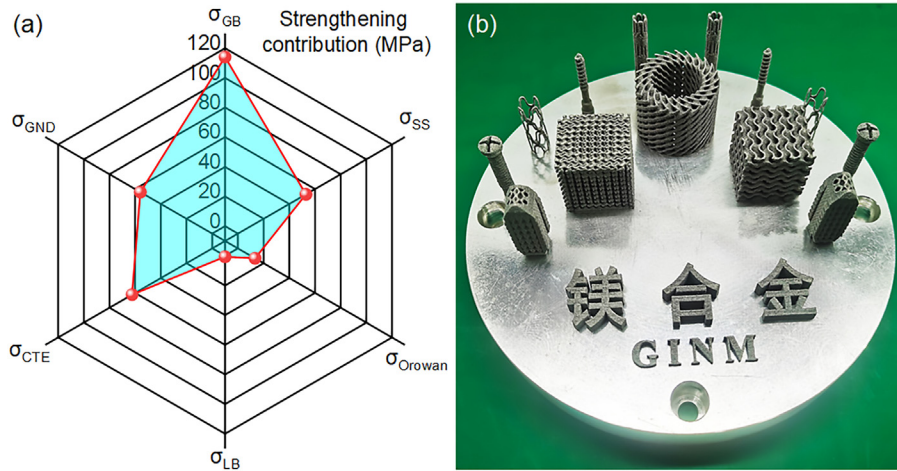 (a)
σGB
Strengthening
contribution (MPa)
120
100
80
60
40
20
0
σGND
σSS
σCTE
σOrowan
σLB
(b)
镁合金
GINM